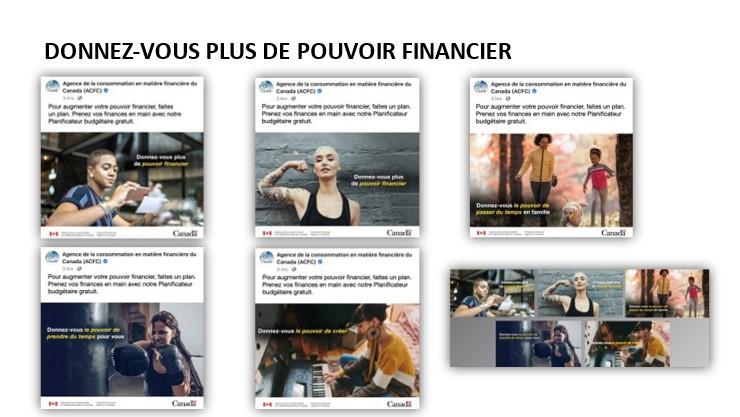 DONNEZ-VOUS PLUS DE POUVOIR FINANCIER
Agence de la consommation en matière financière du
Canada (ACFC)
3 hrs ·
Pour augmenter votre pouvoir financier, faites
un plan. Prenez vos finances en main avec notre
Planificateur budgétaire gratuit.
Donnez-vous plus
de pouvoir financier
Canada
Agence de la consommation en matière financière du
Canada (ACFC)
3 hrs ·
Pour augmenter votre pouvoir financier, faites un plan.
Prenez vos finances en main avec notre Planificateur
budgétaire gratuit.
Donnez-vous plus
de pouvoir financier
Canada
Agence de la consommation en matière financière du
Canada (ACFC)
3 hrs ·
Pour augmenter votre pouvoir financier, faites un plan.
Prenez vos finances en main avec notre Planificateur
budgétaire gratuit.
Donnez-vous le pouvoir de
passer du temps en famille
Canada
Agence de la consommation en matière financière du
Canada (ACFC)
3 hrs ·
Pour augmenter votre pouvoir financier, faites un plan.
Prenez vos finances en main avec notre Planificateur
budgétaire gratuit.
Donnez-vous le pouvoir de
prendre du temps pour vous
Canada
Agence de la consommation en matière financière du
Canada (ACFC)
3 hrs ·
Pour augmenter votre pouvoir financier, faites un plan.
Prenez vos finances en main avec notre Planificateur
budgétaire gratuit.
Donnez-vous le pouvoir de créer
Canada